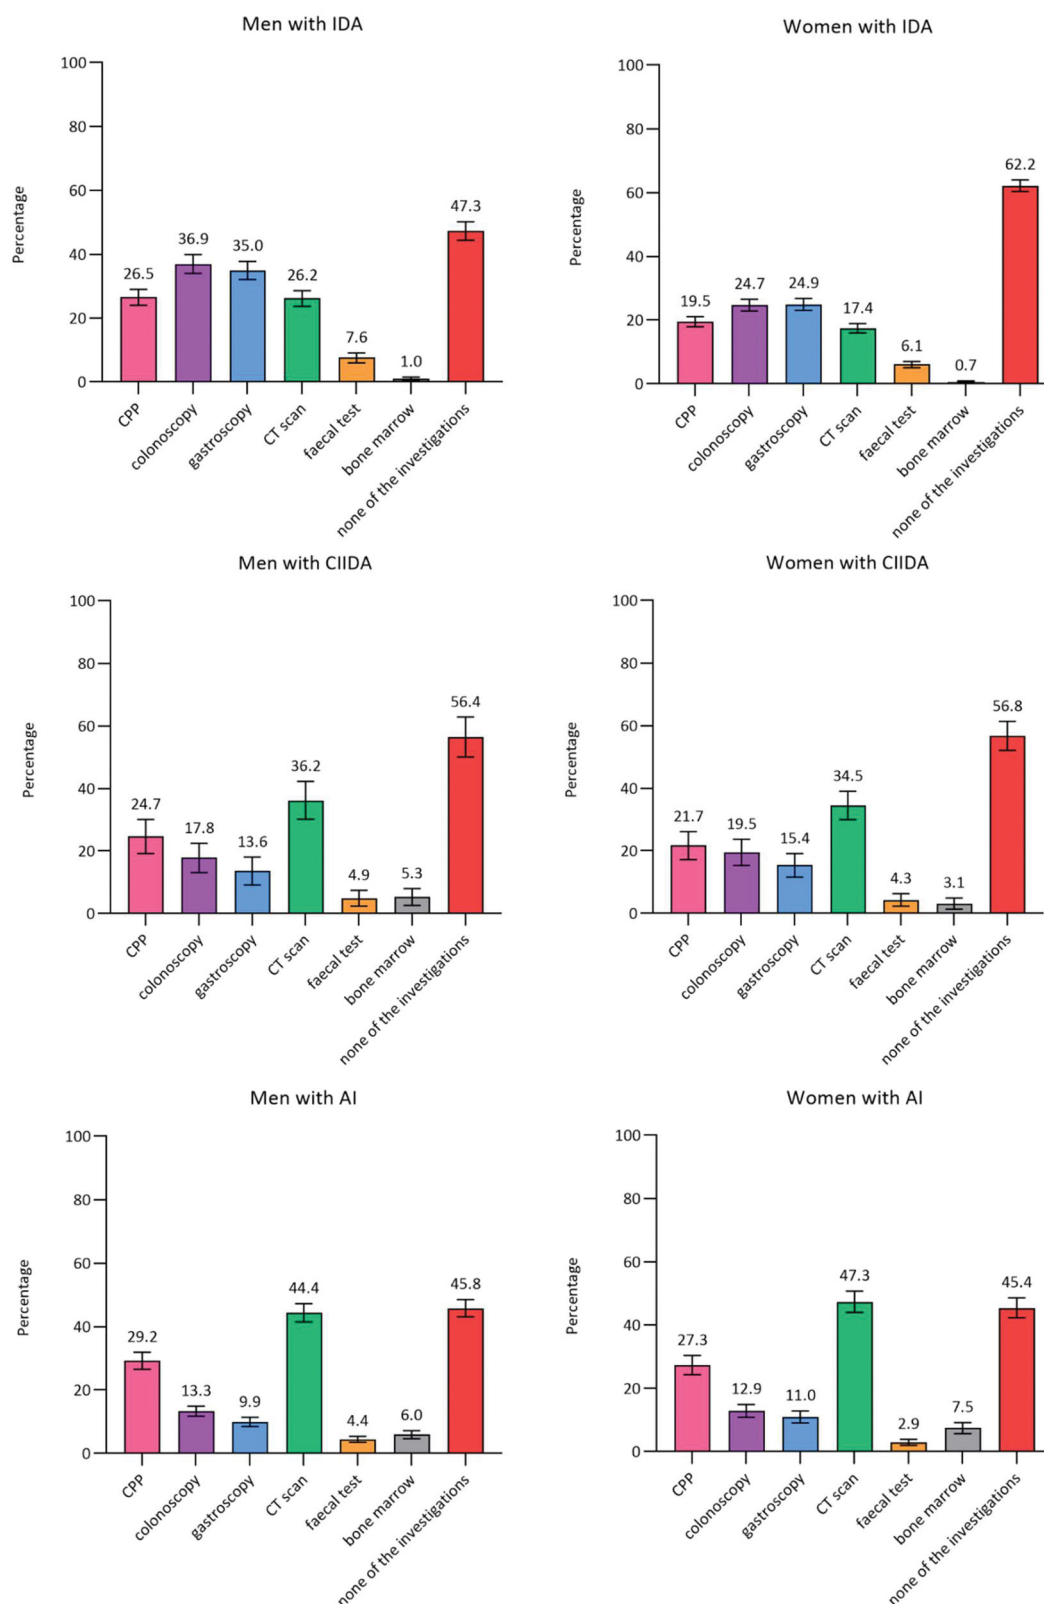 Men with IDA
Percentage
100
80
60
40
20
0
26.5
36.9
35.0
26.2
7.6
1.0
47.3
CPP
colonoscopy
gastroscopy
CT scan
faecal test
bone marrow
none of the investigations
Women with IDA
Percentage
100
80
60
40
20
0
19.5
24.7
24.9
17.4
6.1
0.7
62.2
CPP
colonoscopy
gastroscopy
CT scan
faecal test
bone marrow
none of the investigations
Men with CIIDA
Percentage
100
80
60
40
20
0
24.7
17.8
13.6
36.2
4.9
5.3
56.4
CPP
colonoscopy
gastroscopy
CT scan
faecal test
bone marrow
none of the investigations
Women with CIIDA
Percentage
100
80
60
40
20
0
21.7
19.5
15.4
34.5
4.3
3.1
56.8
CPP
colonoscopy
gastroscopy
CT scan
faecal test
bone marrow
none of the investigations
Men with AI
Percentage
100
80
60
40
20
0
29.2
13.3
9.9
44.4
4.4
6.0
45.8
CPP
colonoscopy
gastroscopy
CT scan
faecal test
bone marrow
none of the investigations
Women with AI
Percentage
100
80
60
40
20
0
27.3
12.9
11.0
47.3
2.9
7.5
45.4
CPP
colonoscopy
gastroscopy
CT scan
faecal test
bone marrow
none of the investigations